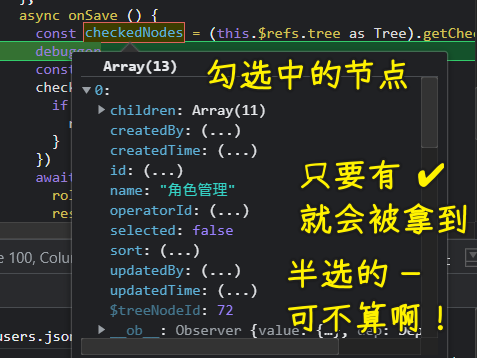 async onSave () {
const checkedNodes = (this.$refs.tree as Tree).getChe
debugger
const
check
if
r
}
})
await
rol
res
Array(13)
勾选中的节点
▼0:
▶ children: Array(11)
createdBy: (...)
createdTime: (...)
id: (...)
name: "角色管理"
operatorId: (...)
selected: false
sort: (...)
updatedBy: (...)
updatedTime: (...)
$treeNodeId: 72
▶ __ob__: Observer {value: {…}, dep: Dep
只要有 ✔
就会被拿到
半选的 -
可不算啊！
e 100, Colum
users.json